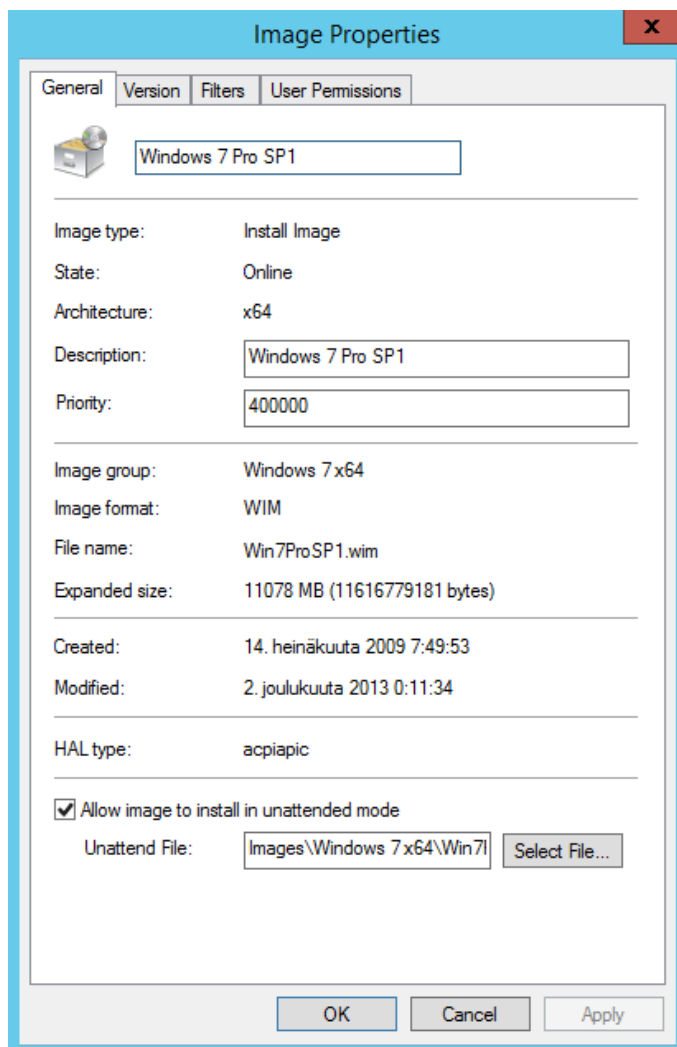 Image Properties
x
General Version Filters User Permissions
Windows 7 Pro SP1
Image type: Install Image
State: Online
Architecture: x64
Description: Windows 7 Pro SP1
Priority: 400000
Image group: Windows 7 x64
Image format: WIM
File name: Win7ProSP1.wim
Expanded size: 11078 MB (11616779181 bytes)
Created: 14. heinäkuuta 2009 7:49:53
Modified: 2. joulukuuta 2013 0:11:34
HAL type: acpiapic
Allow image to install in unattended mode
Unattend File: Images\Windows 7 x64\Win7 Select File...
OK Cancel Apply